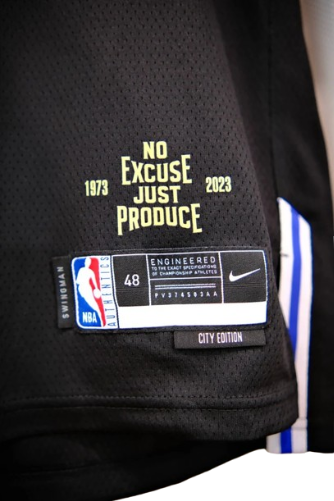 NO
EXCUSE
1973 JUST 2023
PRODUCE
SWINGMAN
NBA
AUTHENTICS
48
ENGINEERED
TO THE EXACT SPECIFICATIONS
OF CHAMPIONSHIP ATHLETES
CITY EDITION